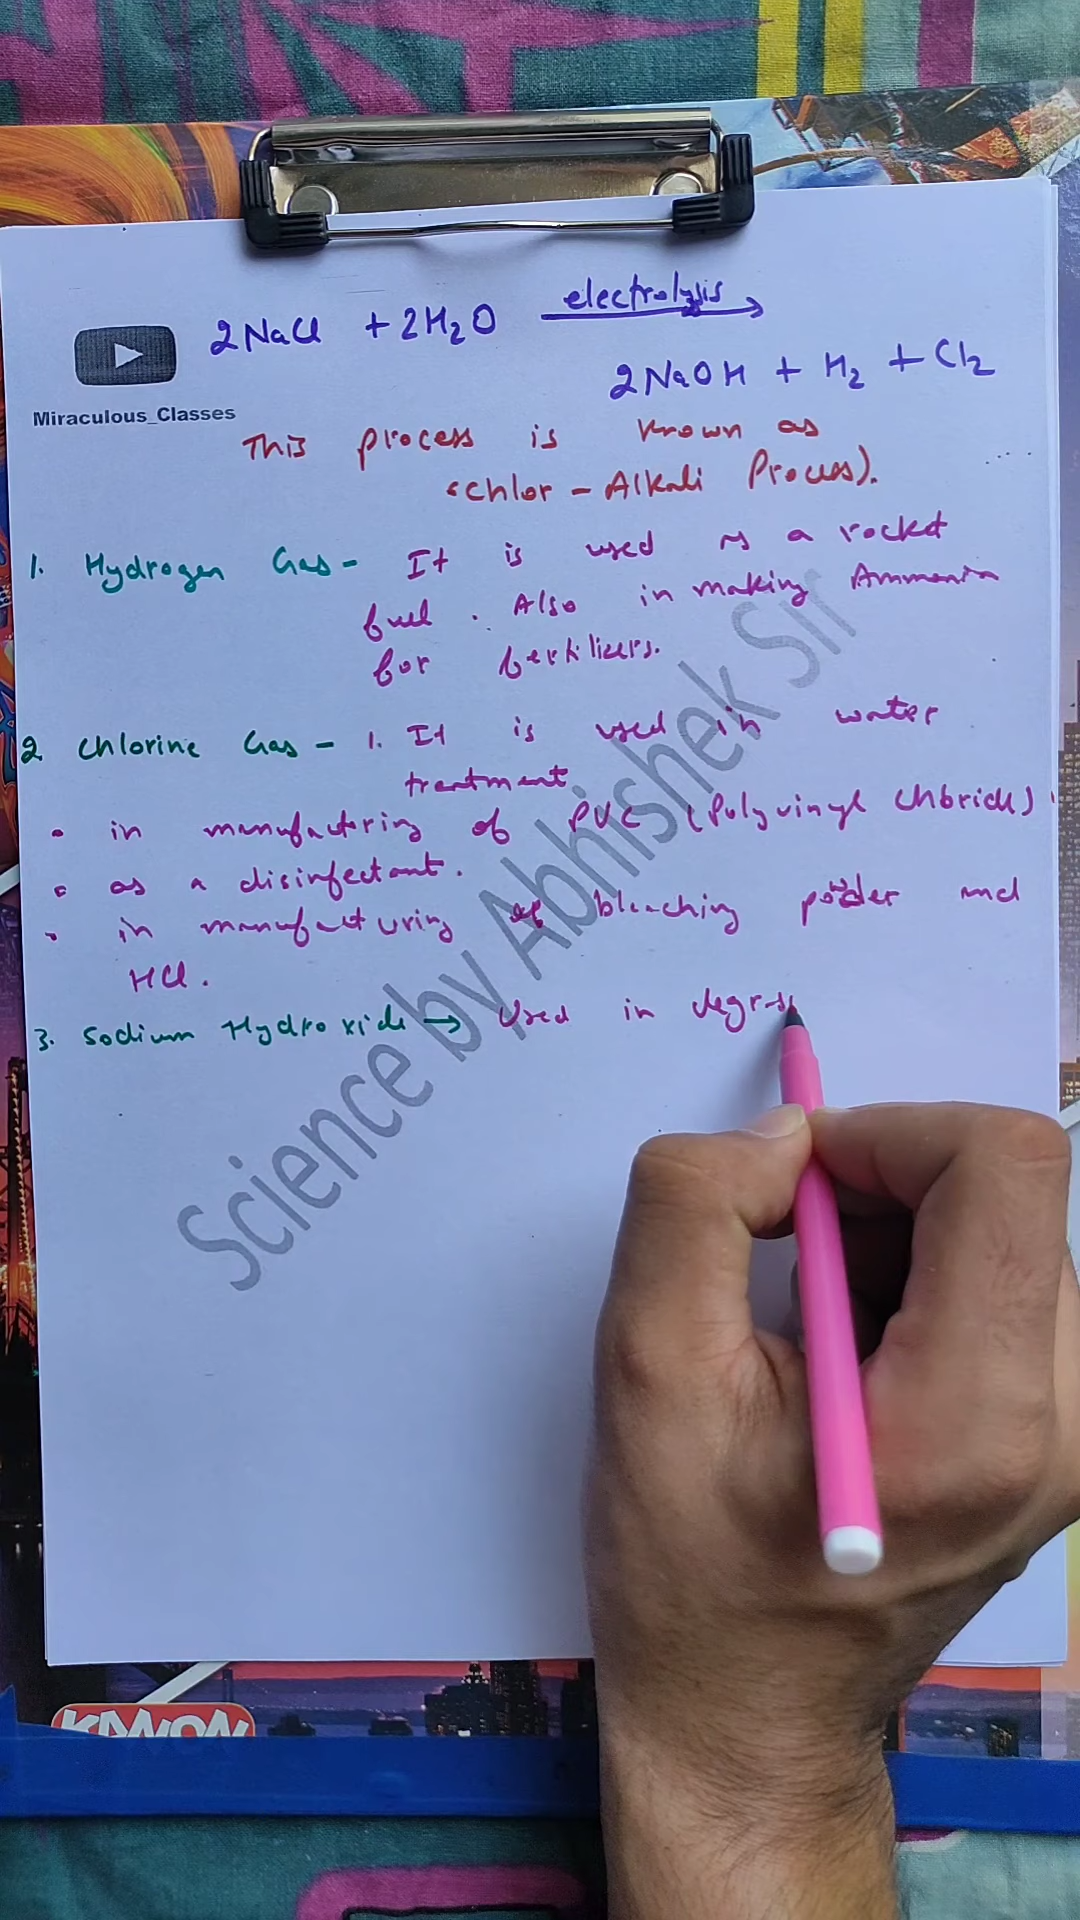 2NaCl + 2H2O electrolysis
2NaOH + H2 + Cl2
Miraculous_Classes
This process is known as
(Chlor-Alkali Process).
1. Hydrogen Gas - It is used as a rocket
fuel. Also in making Ammonia
for fertilizers.
2. Chlorine Gas - 1. It is used in water
treatment
• in manufactring of PVC (Polyvinyl Chloride)
• as a disinfectant.
• in manufacturing of bleaching powder and
HCl.
3. Sodium Hydroxide → Used in degreas
Science by Abhishek Sir